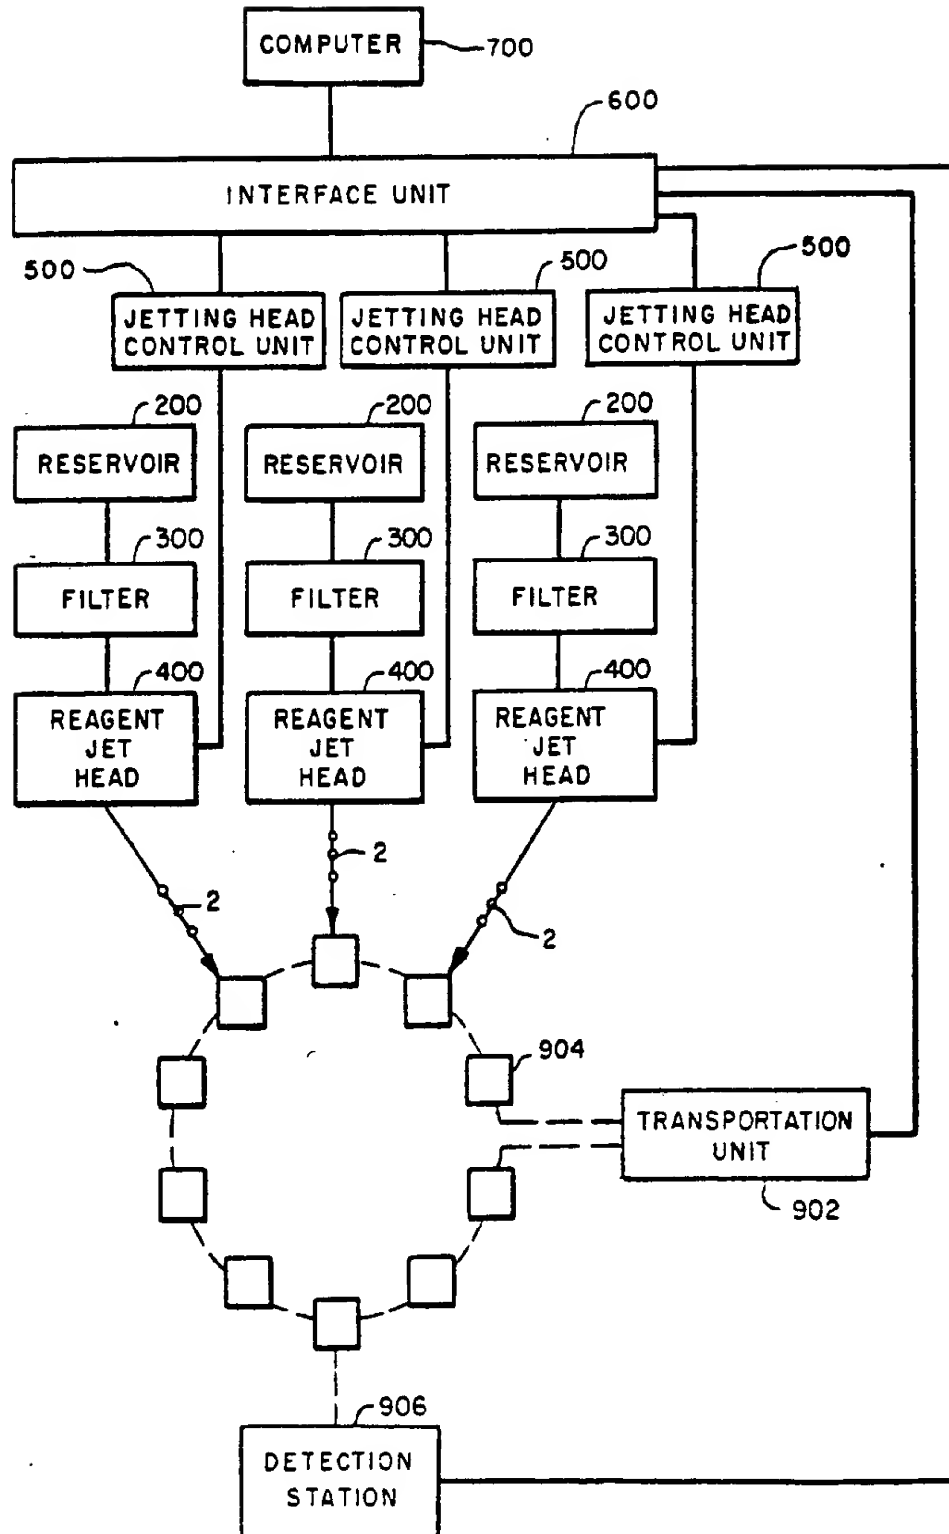 COMPUTER
700
600
INTERFACE UNIT
500
500
500
JETTING HEAD
CONTROL UNIT
JETTING HEAD
CONTROL UNIT
JETTING HEAD
CONTROL UNIT
200
200
200
RESERVOIR
RESERVOIR
RESERVOIR
300
300
300
FILTER
FILTER
FILTER
400
400
400
REAGENT
JET
HEAD
REAGENT
JET
HEAD
REAGENT
JET
HEAD
2
2
2
904
TRANSPORTATION
UNIT
902
906
DETECTION
STATION